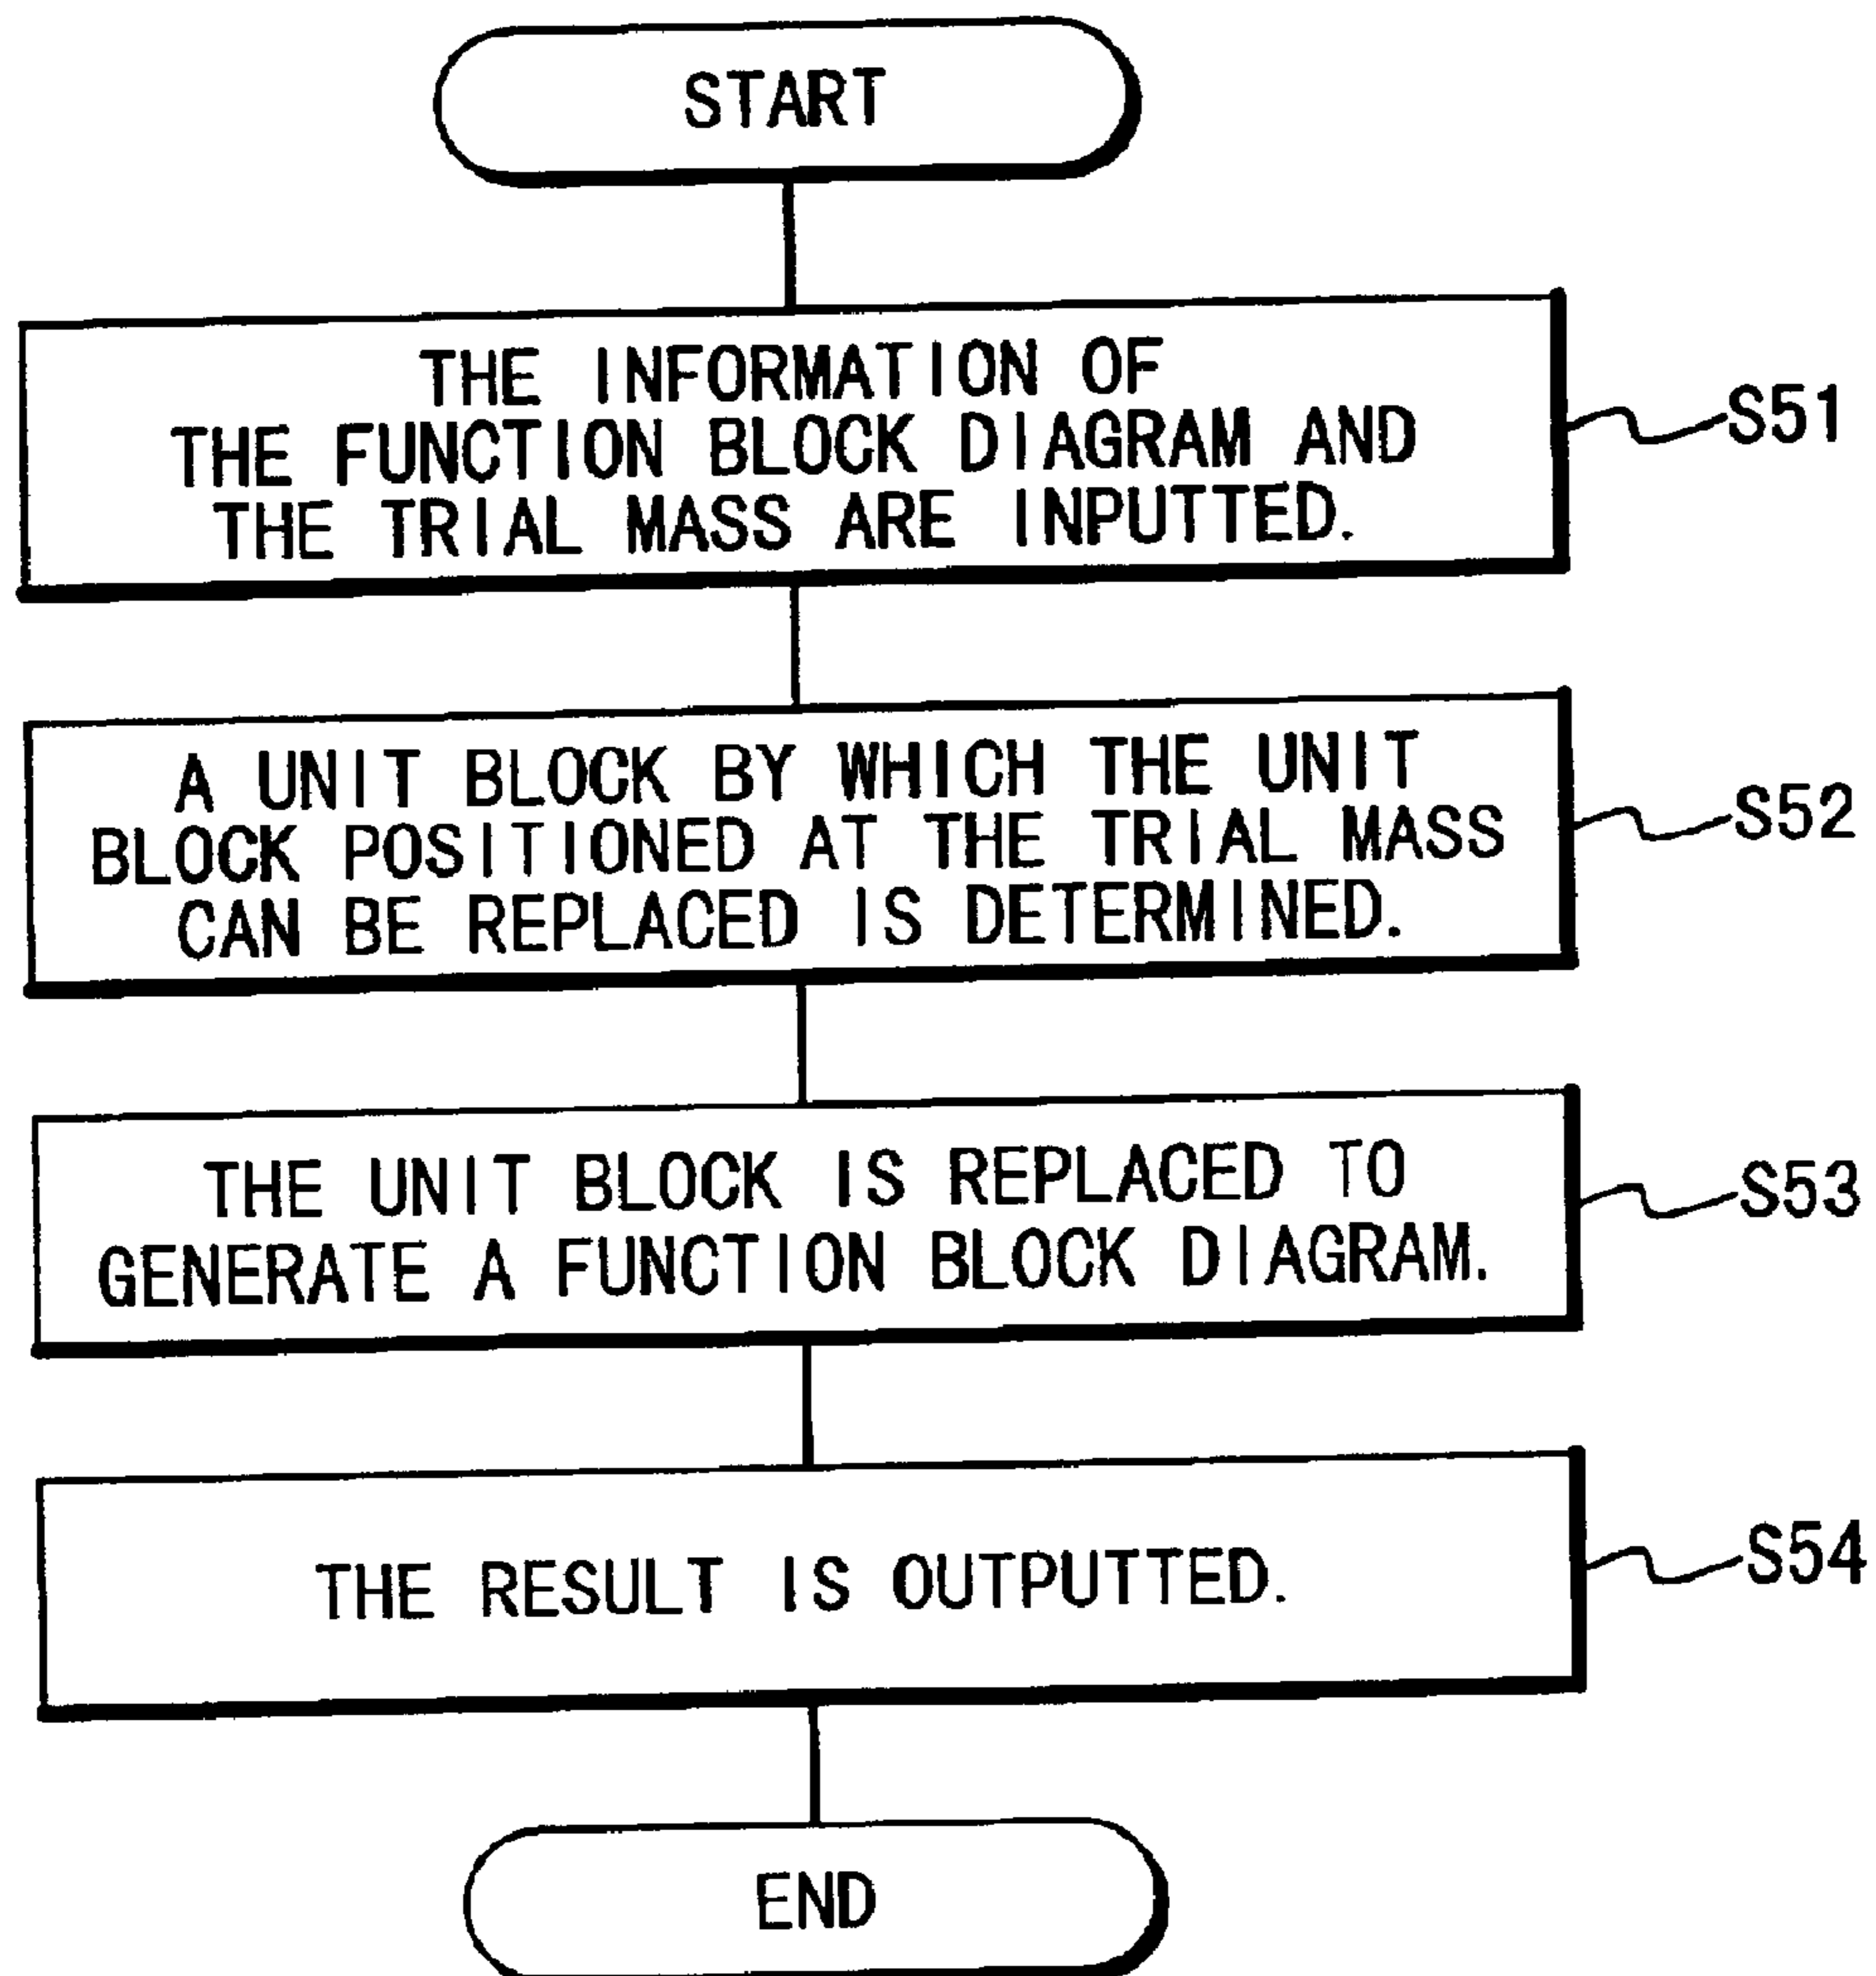 START
THE INFORMATION OF
THE FUNCTION BLOCK DIAGRAM AND
THE TRIAL MASS ARE INPUTTED.
S51
A UNIT BLOCK BY WHICH THE UNIT
BLOCK POSITIONED AT THE TRIAL MASS
CAN BE REPLACED IS DETERMINED.
S52
THE UNIT BLOCK IS REPLACED TO
GENERATE A FUNCTION BLOCK DIAGRAM.
S53
THE RESULT IS OUTPUTTED.
S54
END